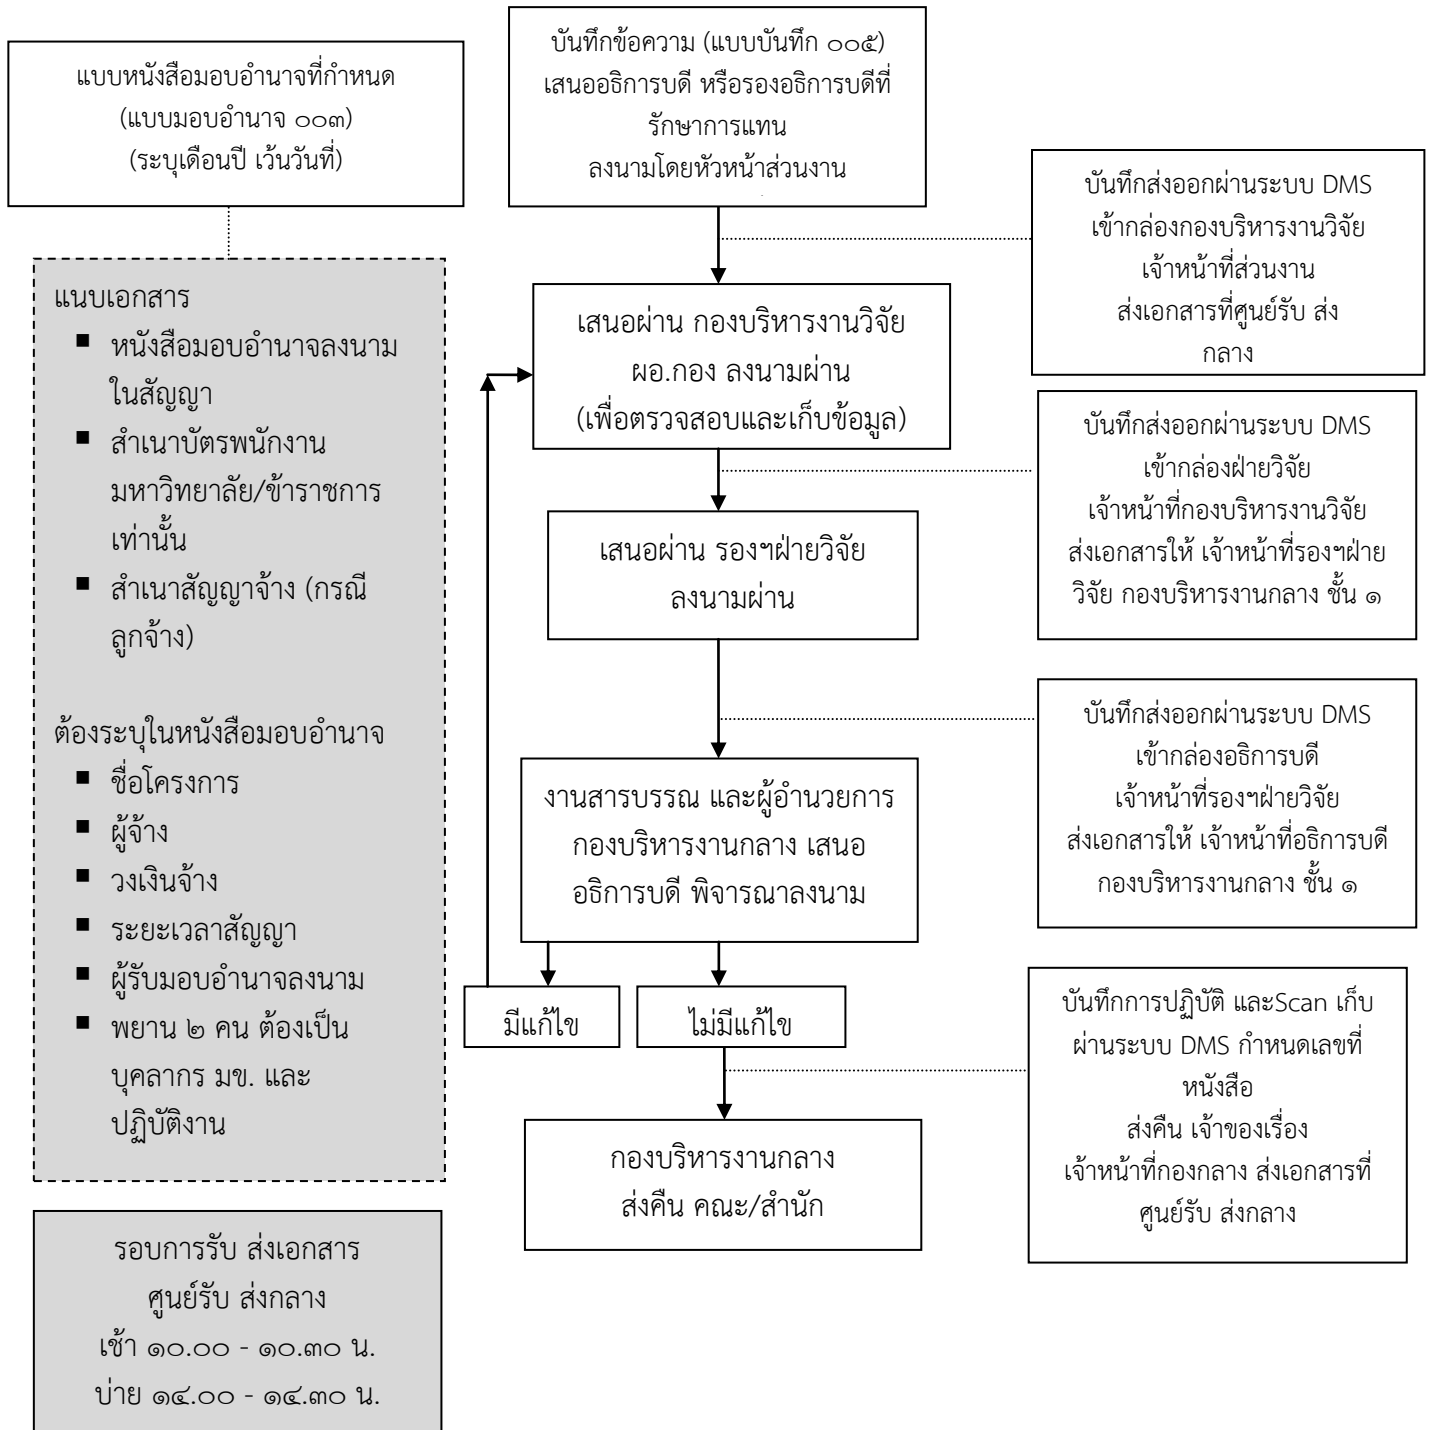 แบบหนังสือมอบอำนาจที่กำหนด
(แบบมอบอำนาจ ๐๐๓)
(ระบุเดือนปี เว้นวันที่)
บันทึกข้อความ (แบบบันทึก ๐๐๕)
เสนออธิการบดี หรือรองอธิการบดีที่
รักษาการแทน
ลงนามโดยหัวหน้าส่วนงาน
บันทึกส่งออกผ่านระบบ DMS
เข้ากล่องกองบริหารงานวิจัย
เจ้าหน้าที่ส่วนงาน
ส่งเอกสารที่ศูนย์รับ ส่ง
กลาง
แนบเอกสาร
■ หนังสือมอบอำนาจลงนาม
ในสัญญา
■ สำเนาบัตรพนักงาน
มหาวิทยาลัย/ข้าราชการ
เท่านั้น
■ สำเนาสัญญาจ้าง (กรณี
ลูกจ้าง)
ต้องระบุในหนังสือมอบอำนาจ
■ ชื่อโครงการ
■ ผู้จ้าง
■ วงเงินจ้าง
■ ระยะเวลาสัญญา
■ ผู้รับมอบอำนาจลงนาม
■ พยาน ๒ คน ต้องเป็น
บุคลากร มข. และ
ปฏิบัติงาน
เสนอผ่าน กองบริหารงานวิจัย
ผอ.กอง ลงนามผ่าน
(เพื่อตรวจสอบและเก็บข้อมูล)
บันทึกส่งออกผ่านระบบ DMS
เข้ากล่องฝ่ายวิจัย
เจ้าหน้าที่กองบริหารงานวิจัย
ส่งเอกสารให้ เจ้าหน้าที่รองฯฝ่าย
วิจัย กองบริหารงานกลาง ชั้น ๑
เสนอผ่าน รองฯฝ่ายวิจัย
ลงนามผ่าน
บันทึกส่งออกผ่านระบบ DMS
เข้ากล่องอธิการบดี
เจ้าหน้าที่รองฯฝ่ายวิจัย
ส่งเอกสารให้ เจ้าหน้าที่อธิการบดี
กองบริหารงานกลาง ชั้น ๑
งานสารบรรณ และผู้อำนวยการ
กองบริหารงานกลาง เสนอ
อธิการบดี พิจารณาลงนาม
มีแก้ไข
ไม่มีแก้ไข
บันทึกการปฏิบัติ และScan เก็บ
ผ่านระบบ DMS กำหนดเลขที่
หนังสือ
ส่งคืน เจ้าของเรื่อง
เจ้าหน้าที่กองกลาง ส่งเอกสารที่
ศูนย์รับ ส่งกลาง
กองบริหารงานกลาง
ส่งคืน คณะ/สำนัก
รอบการรับ ส่งเอกสาร
ศูนย์รับ ส่งกลาง
เช้า ๑๐.๐๐ - ๑๐.๓๐ น.
บ่าย ๑๔.๐๐ - ๑๔.๓๐ น.